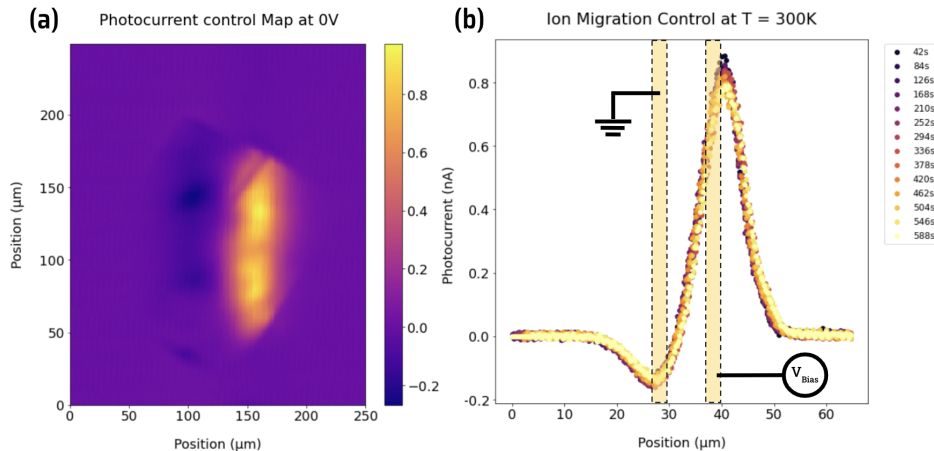 (a)
Photocurrent control Map at 0V
Position (μm)
200
150
100
50
0
0
50
100
150
200
250
Position (μm)
0.8
0.6
0.4
0.2
0.0
−0.2
(b)
Ion Migration Control at T = 300K
Photocurrent (nA)
0.8
0.6
0.4
0.2
0.0
-0.2
0
10
20
30
40
50
60
Position (μm)
V Bias
42s
84s
126s
168s
210s
252s
294s
336s
378s
420s
462s
504s
546s
588s